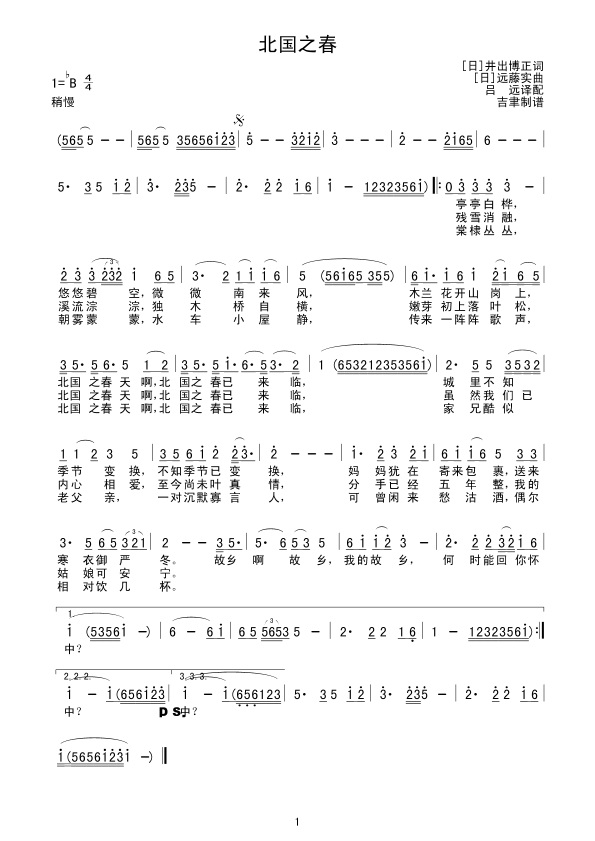 北国之春
[日]井出博正词
1=♭B 4/4
[日]远藤实曲
吕 远译配
稍慢
吉聿制谱
(565 5 - - | 565 5 3565612 3 | 5 - - 3212 | 3 - - - | 2 - - 2165 | 6 - - - |
5· 3 5 1 2 | 3· 235 - | 2· 2 2 1 6 | 1 - - 12323561) ‖: 0 3 3 3 3 - |
亭亭白 桦,
残雪消 融,
棠棣丛 丛,
2 3 3 232 1 6 5 | 3· 2 1 1 1 6 | 5 (56165 355) | 6 1· 1 6 1 2 1 6 5 |
悠悠碧 空,微 微 南来 风, 木兰 花开山 岗上,
溪流淙 淙,独 木 桥自 横, 嫩芽 初上落 叶松,
朝雾蒙 蒙,水 车 小屋 静, 传来 一阵阵 歌声,
3 5· 5 6· 5 1 2 | 3 5· 5 1· 6 5 3· 2 | 1 (653212353561) | 2· 5 3532 |
北国 之春 天 啊,北 国之 春已 来 临, 城 里不知
北国 之春 天 啊,北 国之 春已 来 临, 虽 然我们已
北国 之春 天 啊,北 国之 春已 来 临, 家 兄酷似
1 1 2 3 5 | 3 5 6 1 2 2 3· | 2 - - - | 1· 2 3 1 2 | 6 1 2 6 5 3 3 |
季节 变 换, 不知季节已 变 换, 妈 妈犹 在 寄来包 裹,送来
内心 相 爱, 至今尚未叶 真 情, 分 手已 经 五 年 整,我的
老父 亲, 一对沉默寡 言 人, 可 曾闲 来 愁 沽 酒,偶尔
3· 5 6 5 321 | 2 - - 3 5 | 5· 6 5 3 5 | 6 1 6 2 3 - | 2· 2 1 6 5 6 |
寒 衣御 严 冬。 故乡 啊 故 乡,我的故 乡, 何 时能回你怀
姑 娘可 安 宁。
相 对饮 几 杯。
1.
1 (53561 -) | 6 - 6 1 | 6 5 5653 5 - | 2· 2 2 1 6 | 1 - 12323561) :‖
中?
2.2.2. 3.3.3.
1 - (656123 | 1 - (656123 | 5· 3 5 1 2 | 3· 235 - | 2· 2 2 1 6 |
中? D S. 中?
1 (565612 31 -) ‖
1